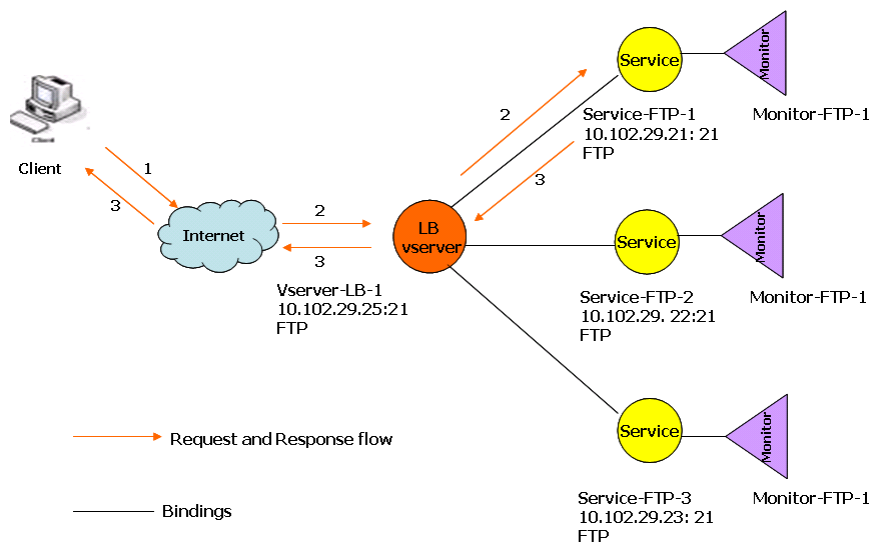 Service
Monitor
2
Service-FTP-1
10.102.29.21: 21
FTP
Monitor-FTP-1
Client
Client
1
3
3
2
Internet
3
LB
vserver
Service
Monitor
Vserver-LB-1
10.102.29.25:21
FTP
Service-FTP-2
10.102.29. 22:21
FTP
Monitor-FTP-1
Service
Monitor
Request and Response flow
Service-FTP-3
10.102.29.23: 21
FTP
Monitor-FTP-1
Bindings